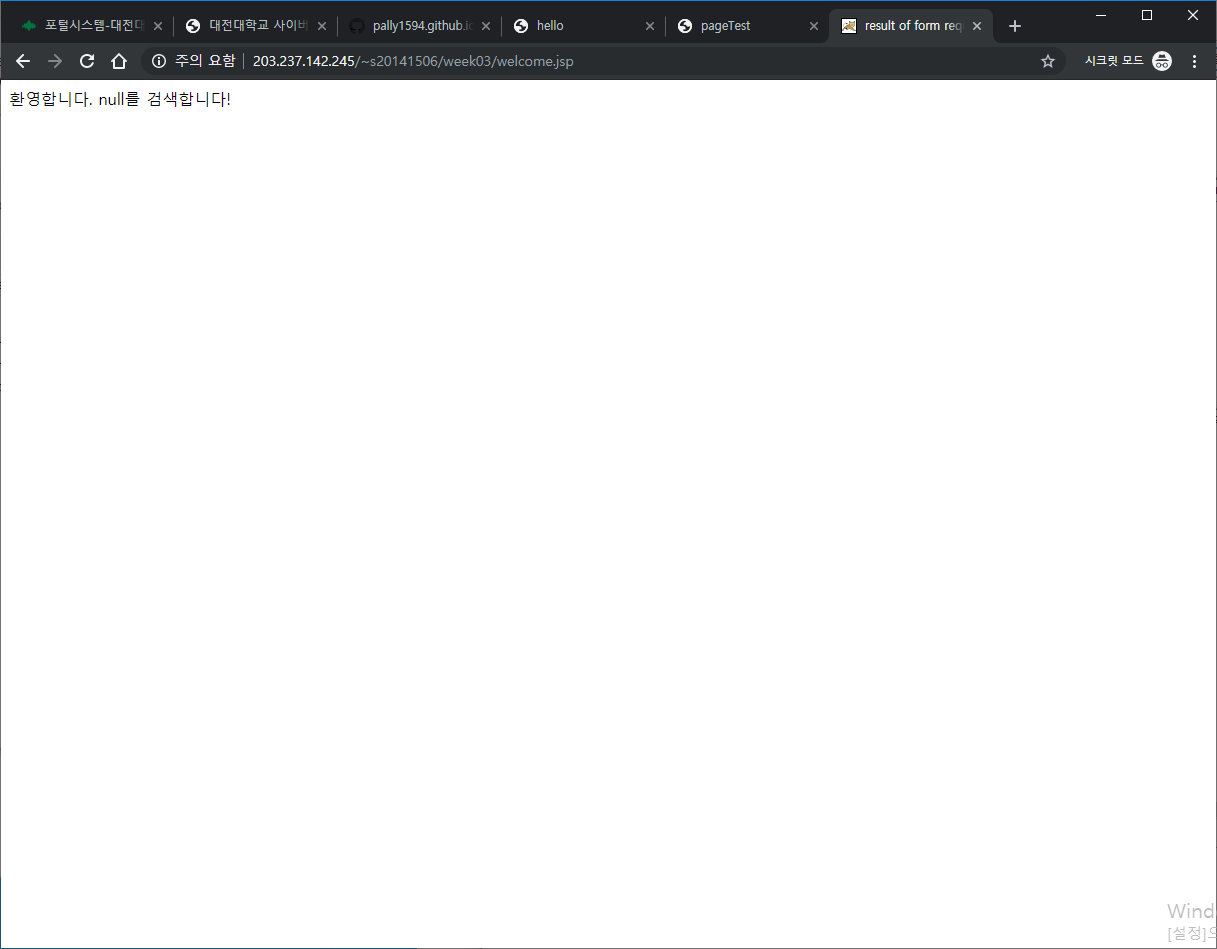 포털시스템-대전대
대전대학교 사이버
pally1594.github.io
hello
pageTest
result of form req
주의 요함
203.237.142.245/~s20141506/week03/welcome.jsp
시크릿 모드
환영합니다. null를 검색합니다!
Wind
[설정]으